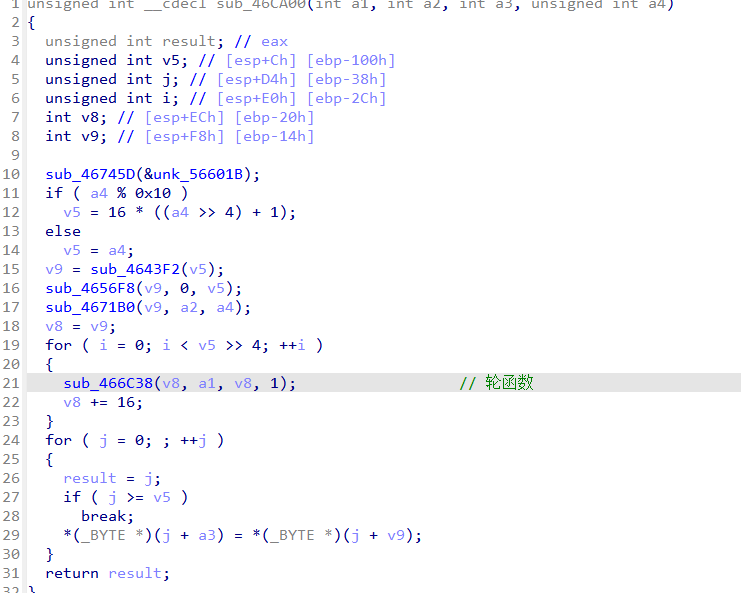 1 unsigned int __cdecl sub_46CA00(int a1, int a2, int a3, unsigned int a4)
2 {
3 unsigned int result; // eax
4 unsigned int v5; // [esp+Ch] [ebp-100h]
5 unsigned int j; // [esp+D4h] [ebp-38h]
6 unsigned int i; // [esp+E0h] [ebp-2Ch]
7 int v8; // [esp+ECh] [ebp-20h]
8 int v9; // [esp+F8h] [ebp-14h]
9
10 sub_46745D(&unk_56601B);
11 if ( a4 % 0x10 )
12 v5 = 16 * ((a4 >> 4) + 1);
13 else
14 v5 = a4;
15 v9 = sub_4643F2(v5);
16 sub_4656F8(v9, 0, v5);
17 sub_4671B0(v9, a2, a4);
18 v8 = v9;
19 for ( i = 0; i < v5 >> 4; ++i )
20 {
21 sub_466C38(v8, a1, v8, 1); // 轮函数
22 v8 += 16;
23 }
24 for ( j = 0; ; ++j )
25 {
26 result = j;
27 if ( j >= v5 )
28 break;
29 *(_BYTE *)(j + a3) = *(_BYTE *)(j + v9);
30 }
31 return result;
32 }